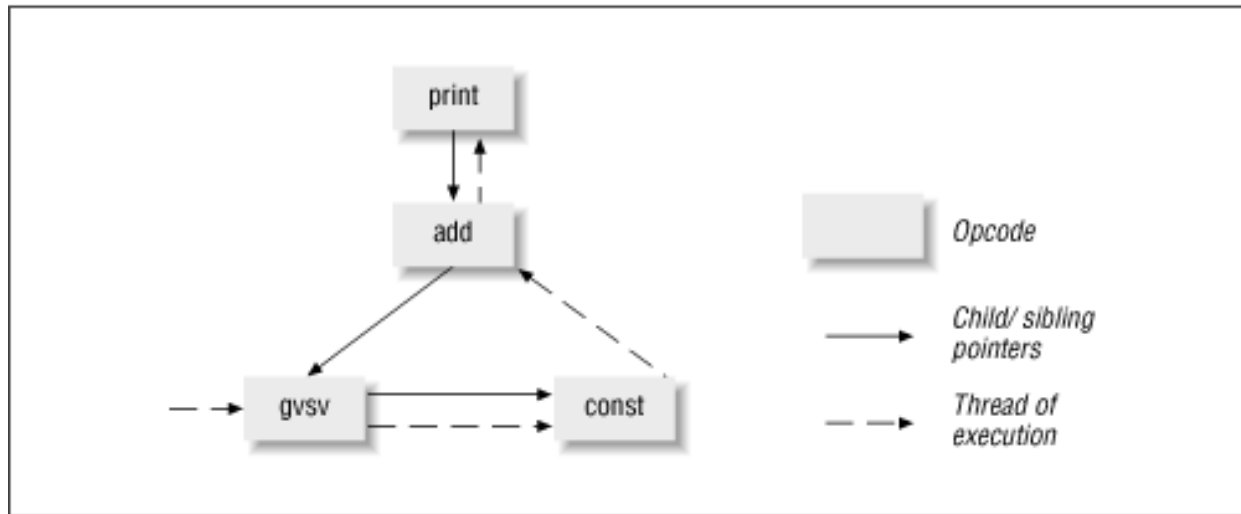 print
add
gvsv
const
Opcode
Child/ sibling
pointers
Thread of
execution